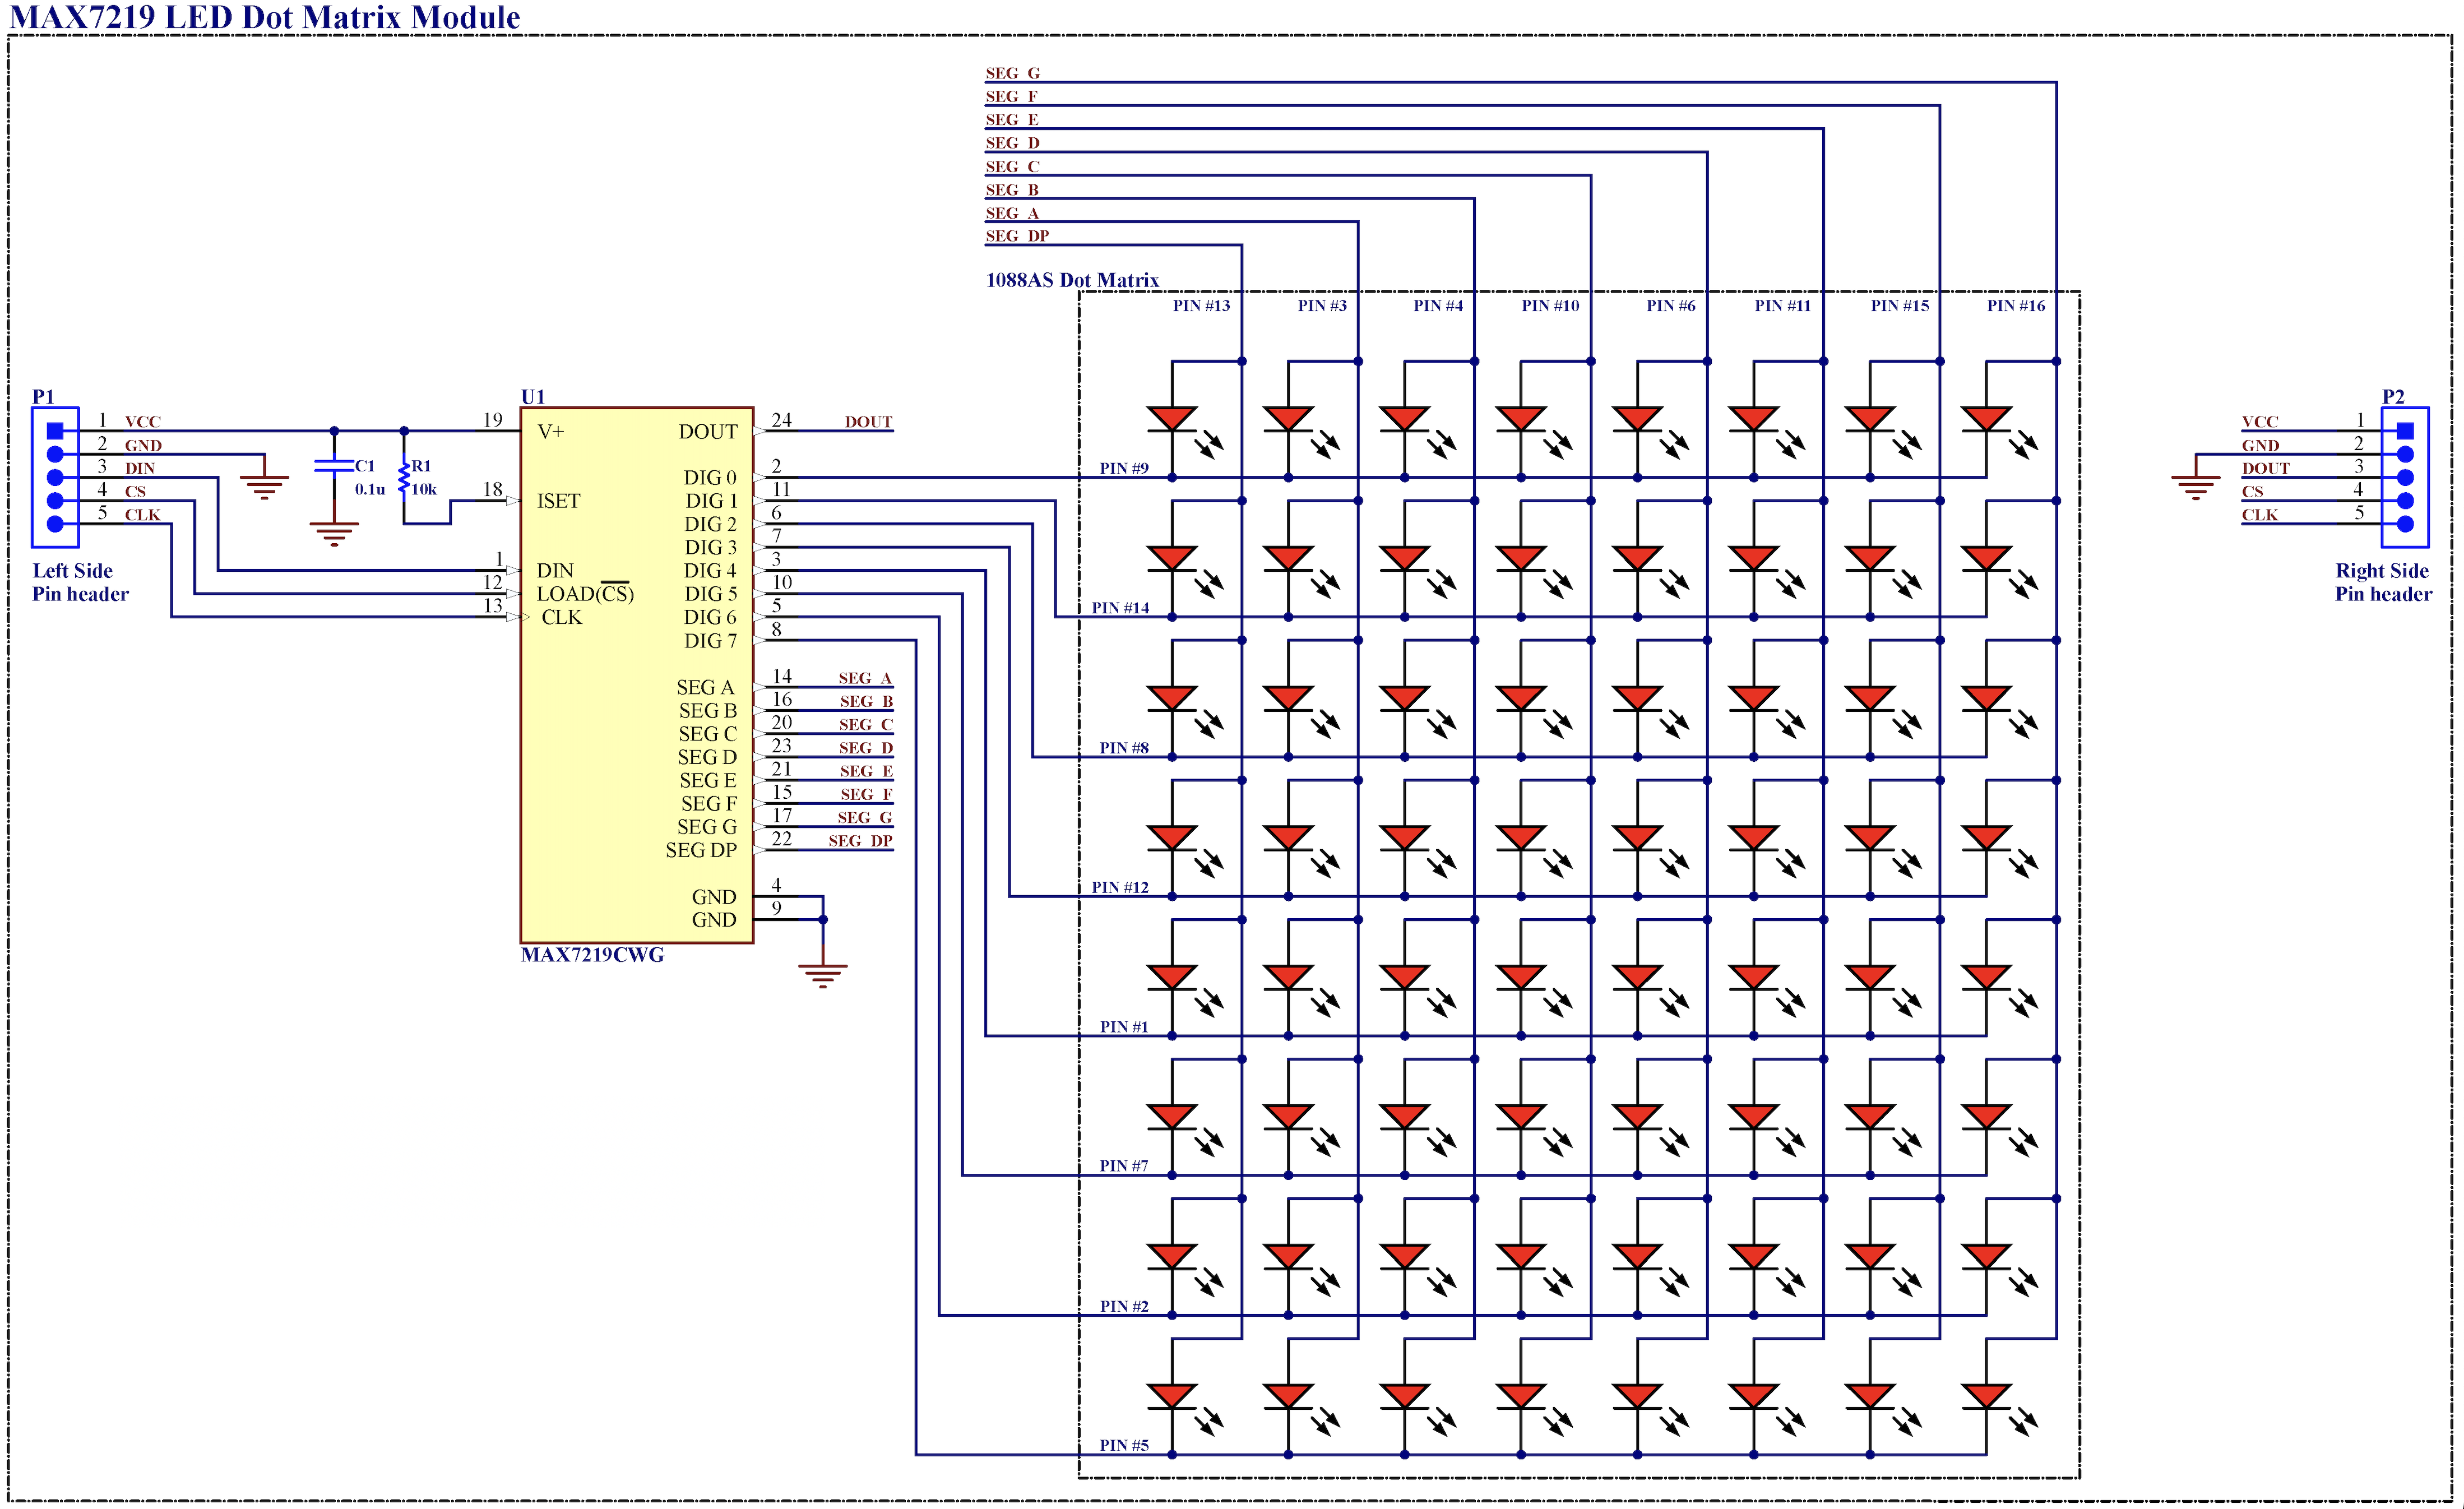 MAX7219 LED Dot Matrix Module
SEG G
SEG F
SEG E
SEG D
SEG C
SEG B
SEG A
SEG DP
1088AS Dot Matrix
PIN #13 PIN #3 PIN #4 PIN #10 PIN #6 PIN #11 PIN #15 PIN #16
P1
1 VCC
2 GND
3 DIN
4 CS
5 CLK
Left Side
Pin header
C1
0.1u
R1
10k
U1
19 V+
18 ISET
1 DIN
12 LOAD(CS)
13 CLK
DOUT 24 DOUT
DIG 0 2
DIG 1 11
DIG 2 6
DIG 3 7
DIG 4 3
DIG 5 10
DIG 6 5
DIG 7 8
SEG A 14 SEG A
SEG B 16 SEG B
SEG C 20 SEG C
SEG D 23 SEG D
SEG E 21 SEG E
SEG F 15 SEG F
SEG G 17 SEG G
SEG DP 22 SEG DP
GND 4
GND 9
MAX7219CWG
PIN #9
PIN #14
PIN #8
PIN #12
PIN #1
PIN #7
PIN #2
PIN #5
P2
VCC 1
GND 2
DOUT 3
CS 4
CLK 5
Right Side
Pin header